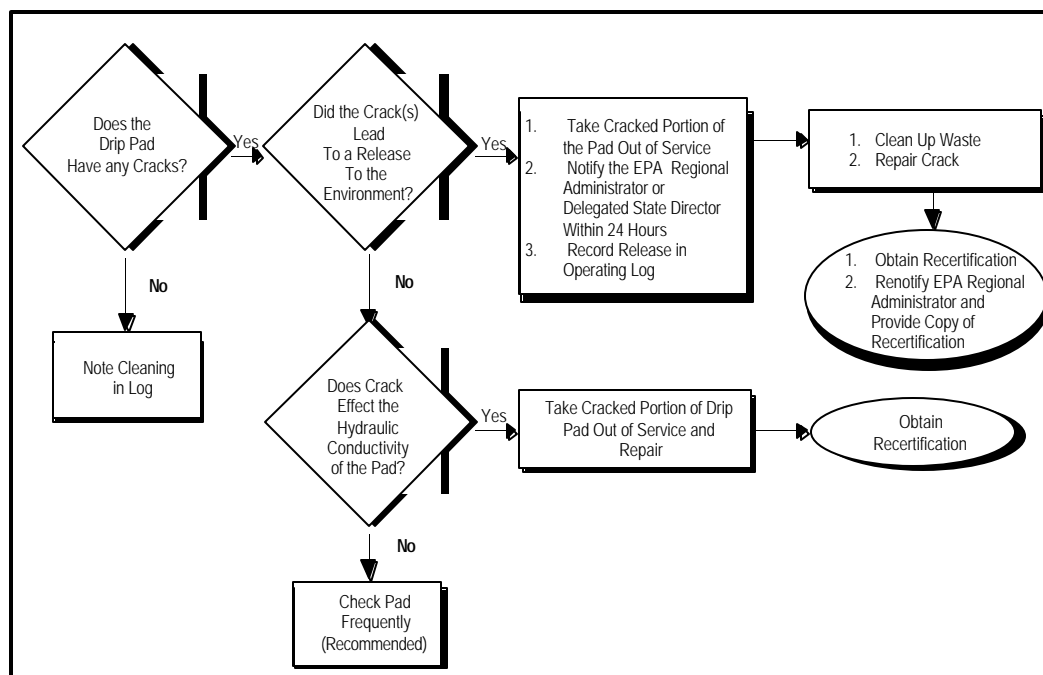 Does the
Drip Pad
Have any Cracks?
Yes
No
Note Cleaning
in Log
Did the Crack(s)
Lead
To a Release
To the
Environment?
Yes
No
1. Take Cracked Portion of
the Pad Out of Service
2. Notify the EPA Regional
Administrator or
Delegated State Director
Within 24 Hours
3. Record Release in
Operating Log
1. Clean Up Waste
2. Repair Crack
1. Obtain Recertification
2. Renotify EPA Regional
Administrator and
Provide Copy of
Recertification
Does Crack
Effect the
Hydraulic
Conductivity
of the Pad?
Yes
No
Take Cracked Portion of Drip
Pad Out of Service and
Repair
Obtain
Recertification
Check Pad
Frequently
(Recommended)